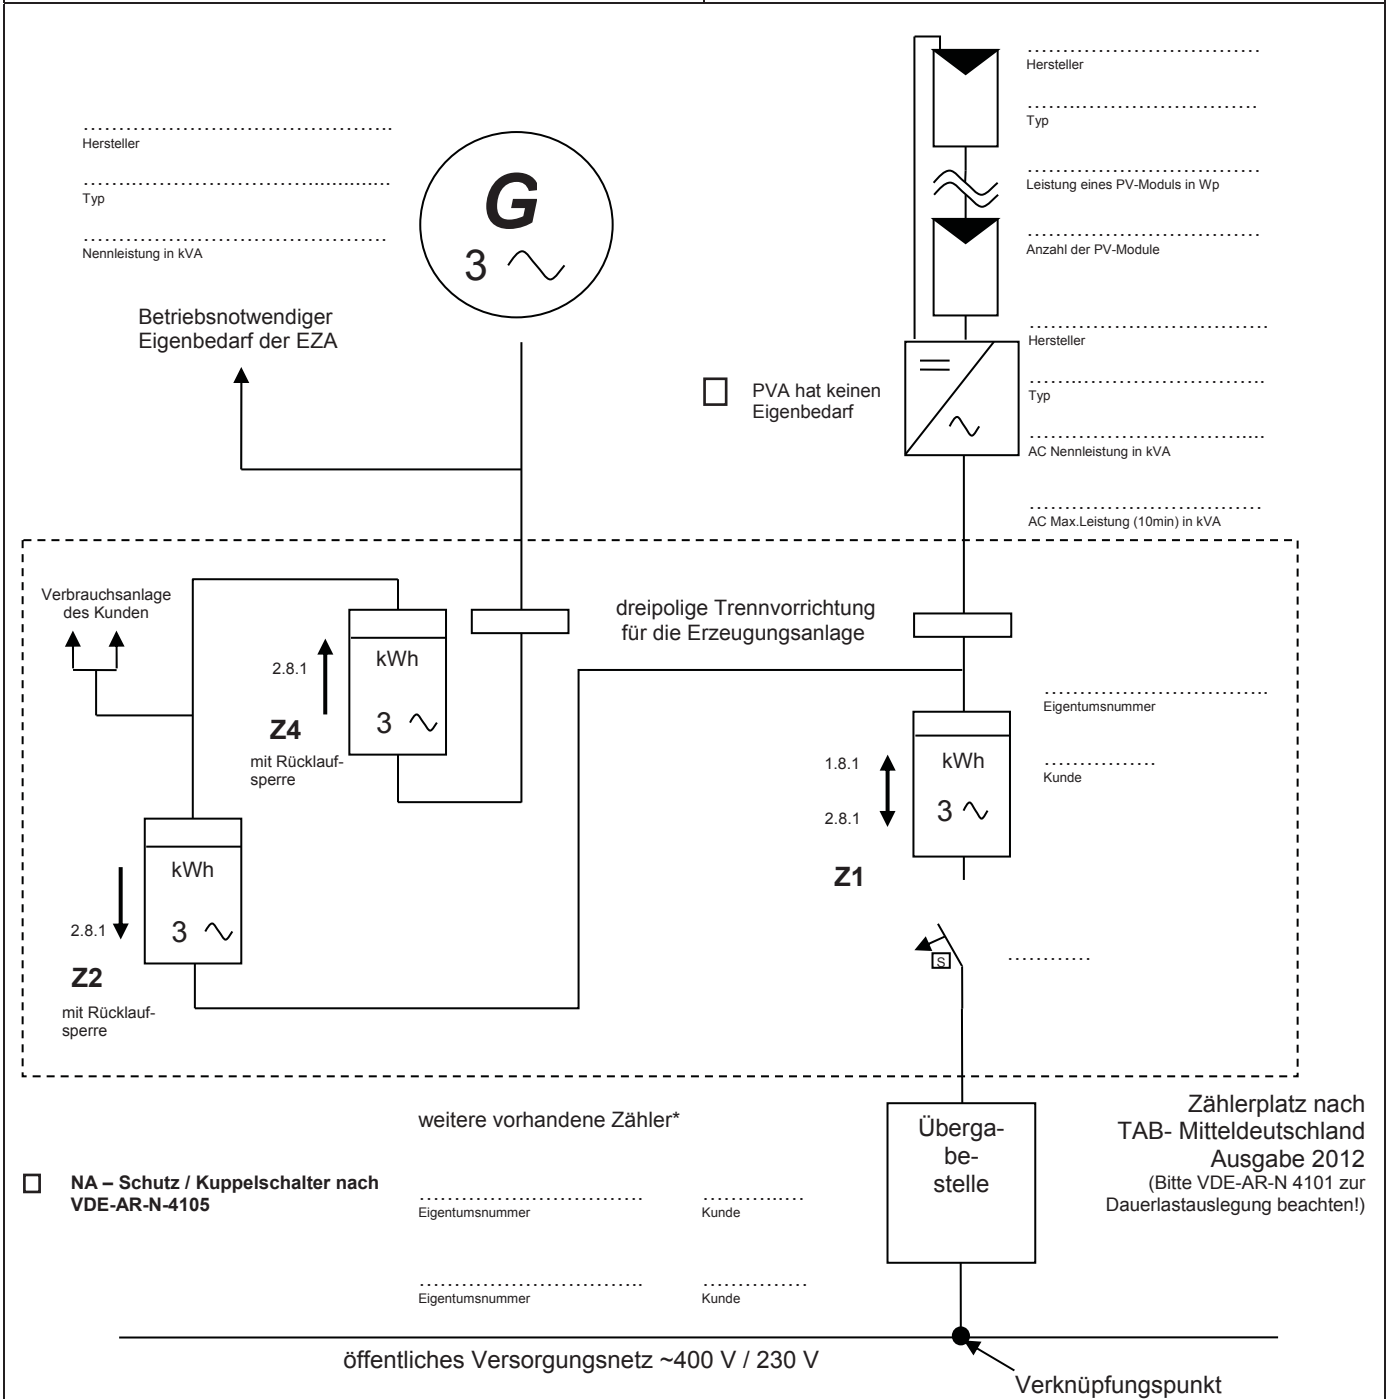 Hersteller
Typ
Nennleistung in kVA
G
3
Betriebsnotwendiger
Eigenbedarf der EZA
Hersteller
Typ
Leistung eines PV-Moduls in Wp
Anzahl der PV-Module
Hersteller
Typ
AC Nennleistung in kVA
AC Max.Leistung (10min) in kVA
PVA hat keinen
Eigenbedarf
Verbrauchsanlage
des Kunden
2.8.1
kWh
3
Z4
mit Rücklauf-
sperre
dreipolige Trennvorrichtung
für die Erzeugungsanlage
kWh
3
2.8.1
Z2
mit Rücklauf-
sperre
1.8.1
2.8.1
kWh
3
Z1
Eigentumsnummer
Kunde
S
weitere vorhandene Zähler*
NA – Schutz / Kuppelschalter nach
VDE-AR-N-4105
Eigentumsnummer
Kunde
Eigentumsnummer
Kunde
Überga-
be-
stelle
Zählerplatz nach
TAB- Mitteldeutschland
Ausgabe 2012
(Bitte VDE-AR-N 4101 zur
Dauerlastauslegung beachten!)
öffentliches Versorgungsnetz ~400 V / 230 V
Verknüpfungspunkt